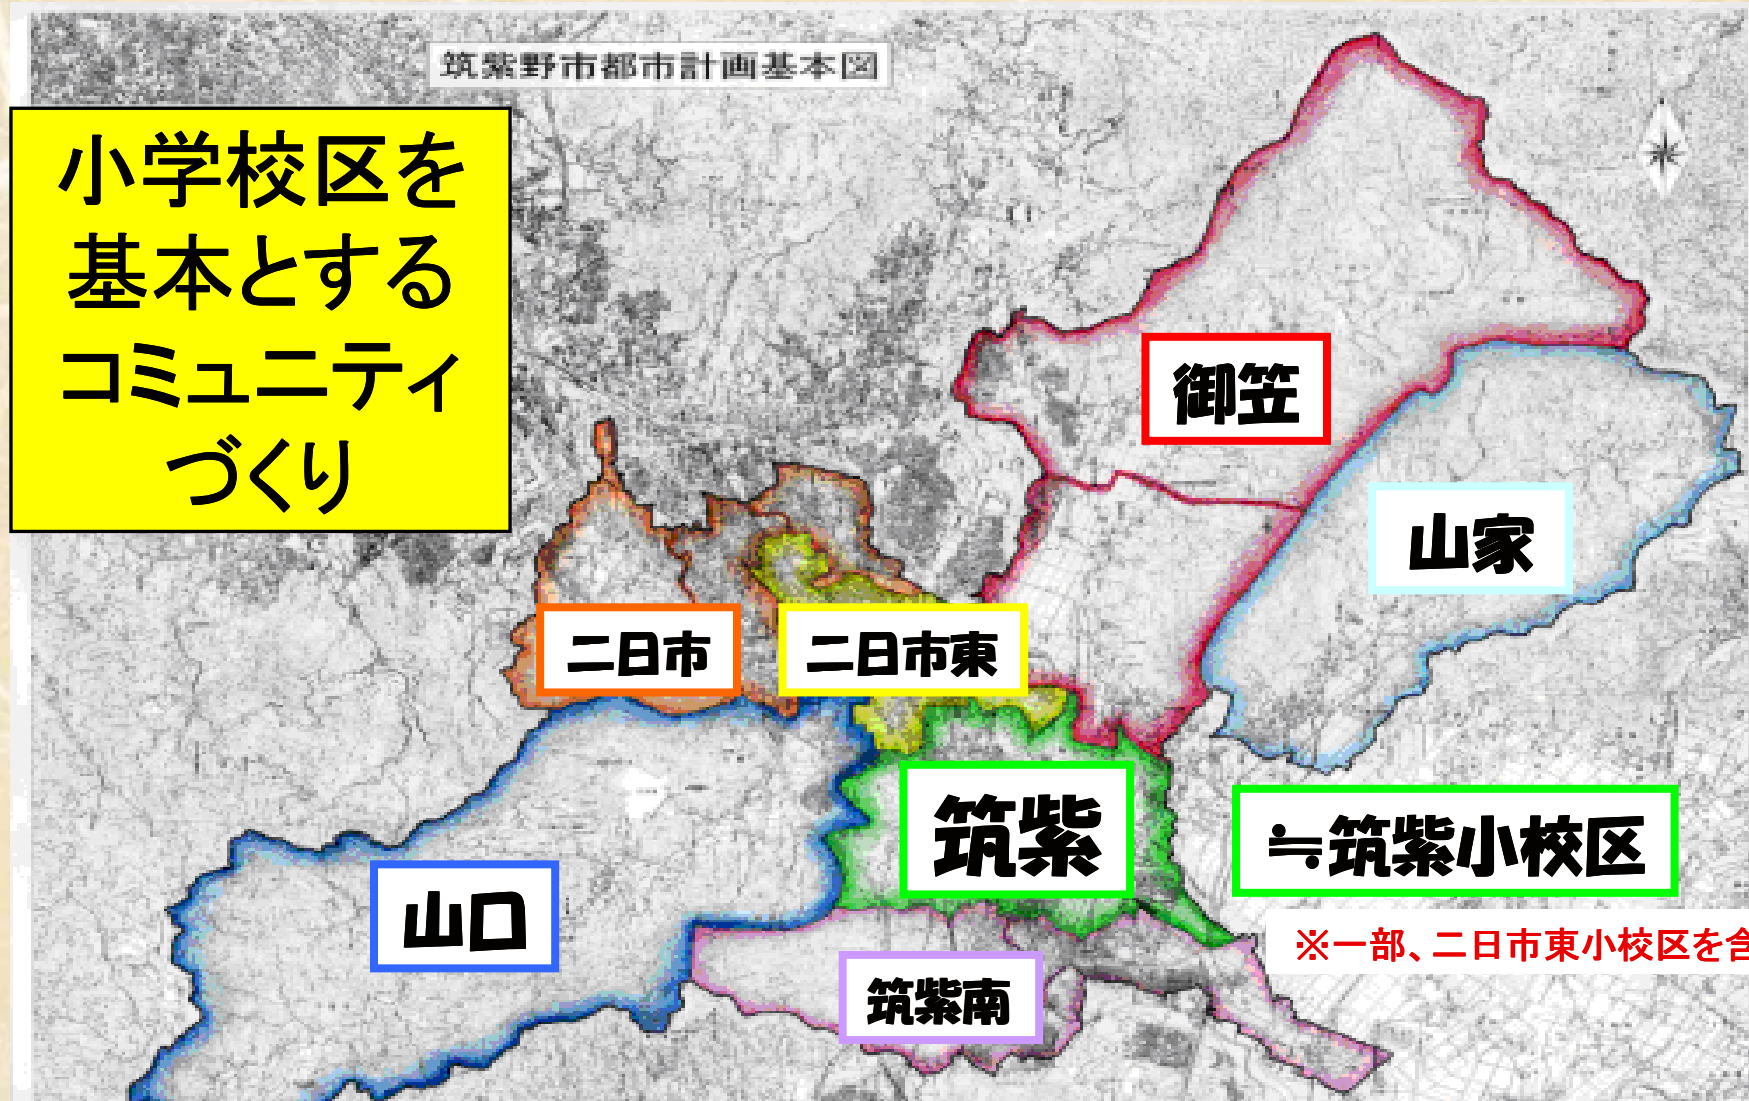 筑紫野市都市計画基本図
小学校区を
基本とする
コミュニティ
づくり
御笠
山家
二日市
二日市東
筑紫
≒筑紫小校区
山口
※一部、二日市東小校区を含
筑紫南